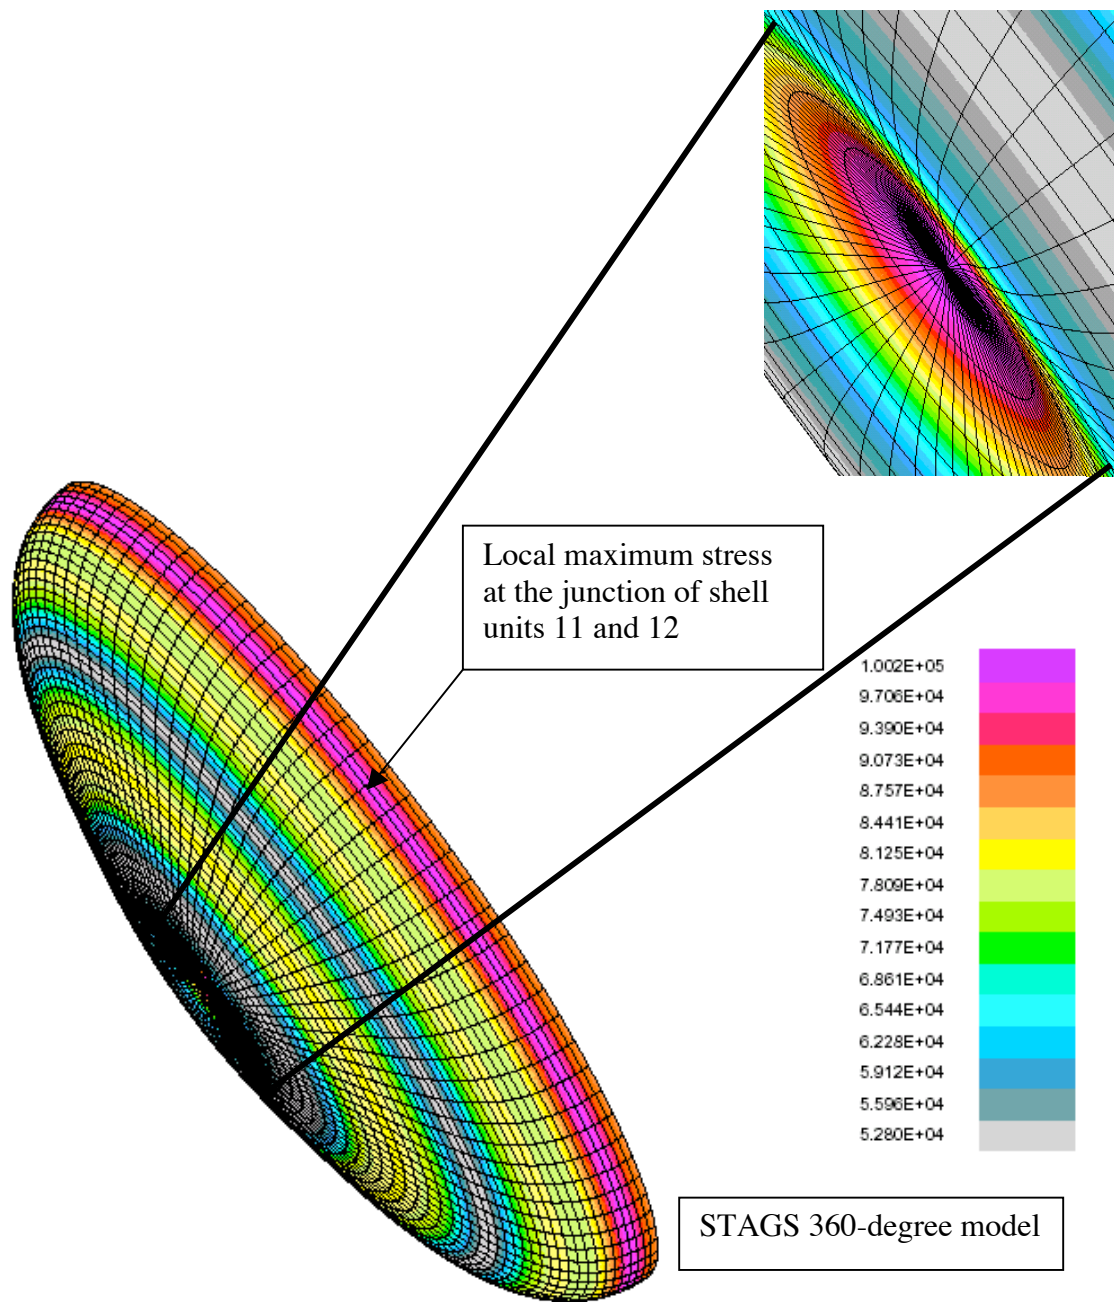 Local maximum stress
at the junction of shell
units 11 and 12
1.002E+05
9.706E+04
9.390E+04
9.073E+04
8.757E+04
8.441E+04
8.125E+04
7.809E+04
7.493E+04
7.177E+04
6.861E+04
6.544E+04
6.228E+04
5.912E+04
5.596E+04
5.280E+04
STAGS 360-degree model